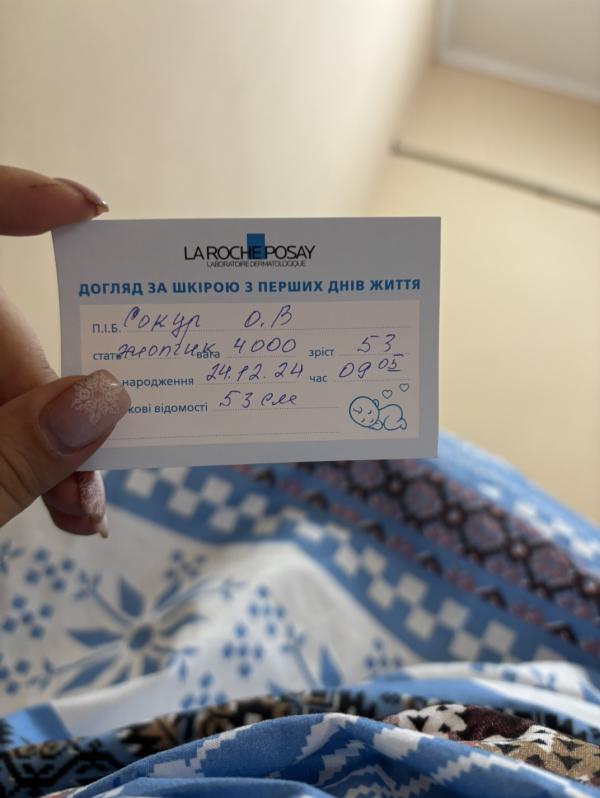 LA ROCHE POSAY
LABORATOIRE DERMATOLOGIQUE
ДОГЛЯД ЗА ШКІРОЮ З ПЕРШИХ ДНІВ ЖИТТЯ
П.І.Б. Сокур О.В
стать хлопчик вага 4000 зріст 53
народження 24.12.24 час 09 05
кові відомості 53 см